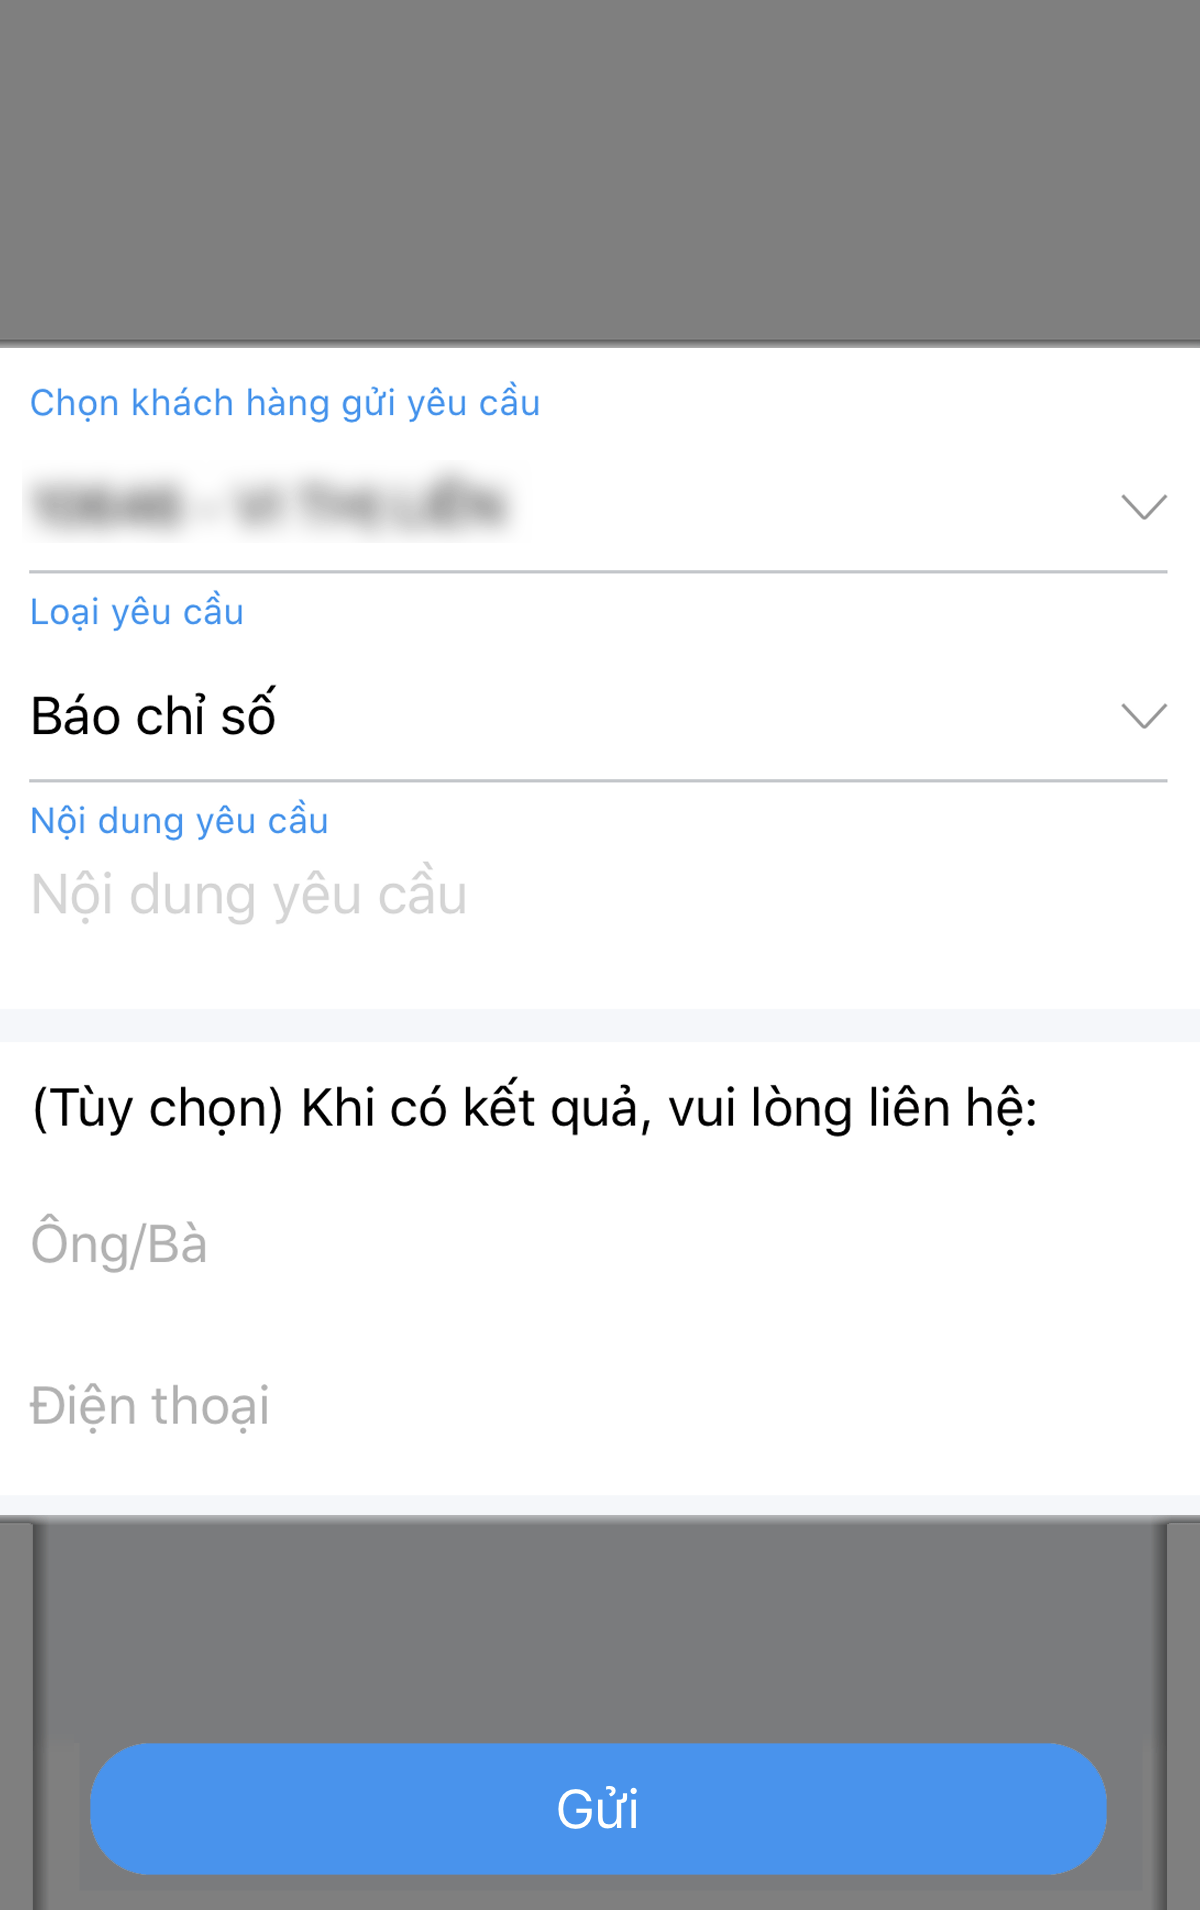 Chọn khách hàng gửi yêu cầu
Loại yêu cầu
Báo chỉ số
Nội dung yêu cầu
Nội dung yêu cầu
(Tùy chọn) Khi có kết quả, vui lòng liên hệ:
Ông/Bà
Điện thoại
Gửi